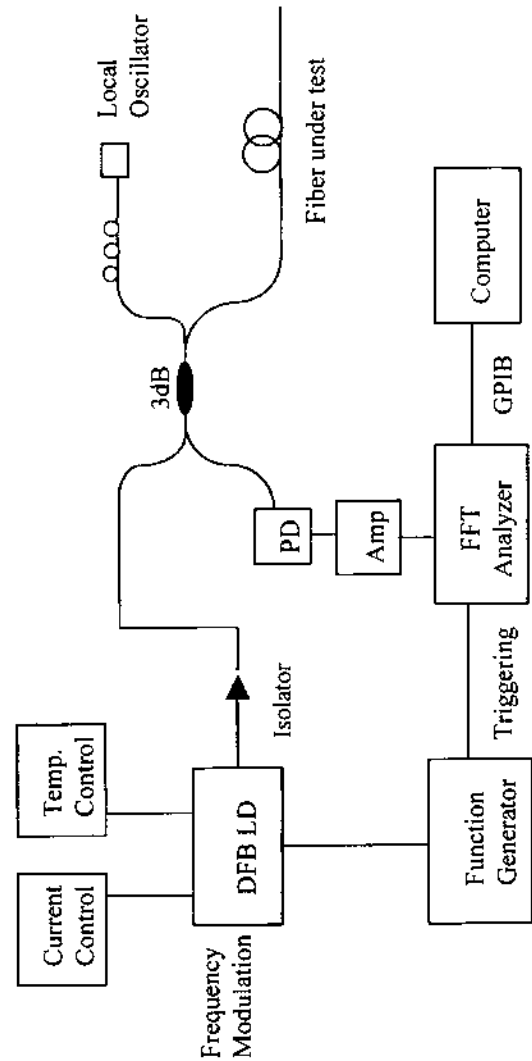 Current
Control
Temp.
Control
Frequency
Modulation
DFB LD
Isolator
3dB
Local
Oscillator
Fiber under test
PD
Amp
Function
Generator
Triggering
FFT
Analyzer
GPIB
Computer